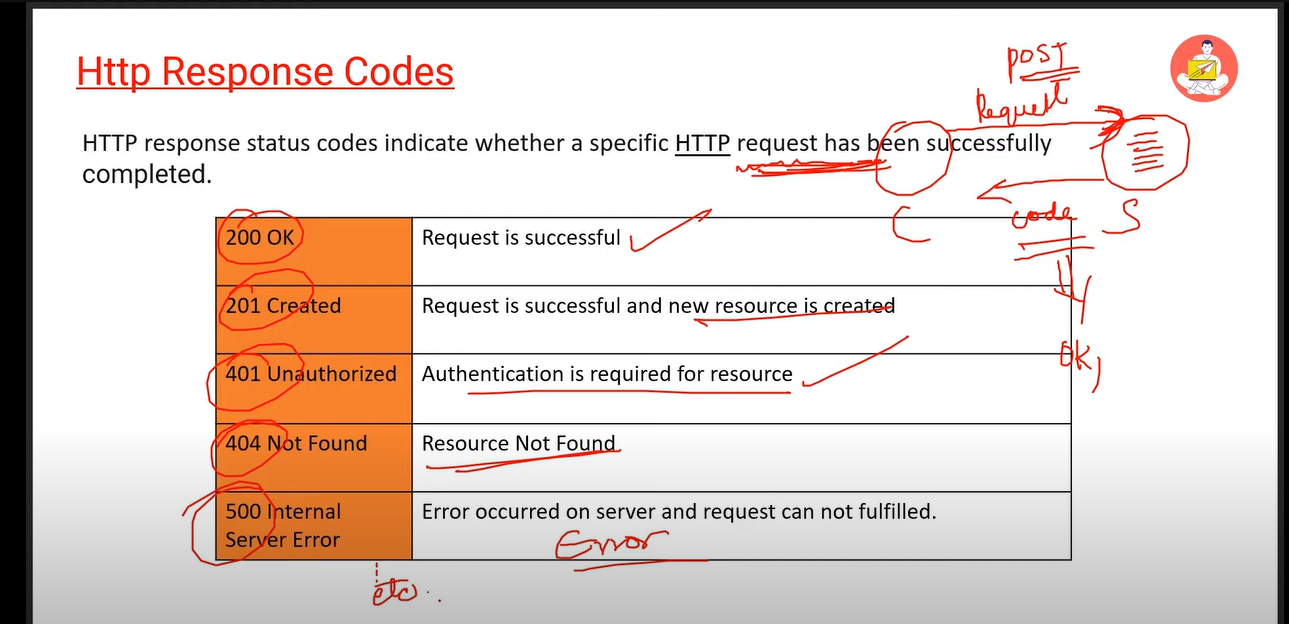 Http Response Codes
POST
Request
HTTP response status codes indicate whether a specific HTTP request has been successfully
completed.
C
code
S
200 OK
Request is successful
201 Created
Request is successful and new resource is created
OK,
401 Unauthorized
Authentication is required for resource
404 Not Found
Resource Not Found
500 Internal
Server Error
Error occurred on server and request can not fulfilled.
Error
etc..